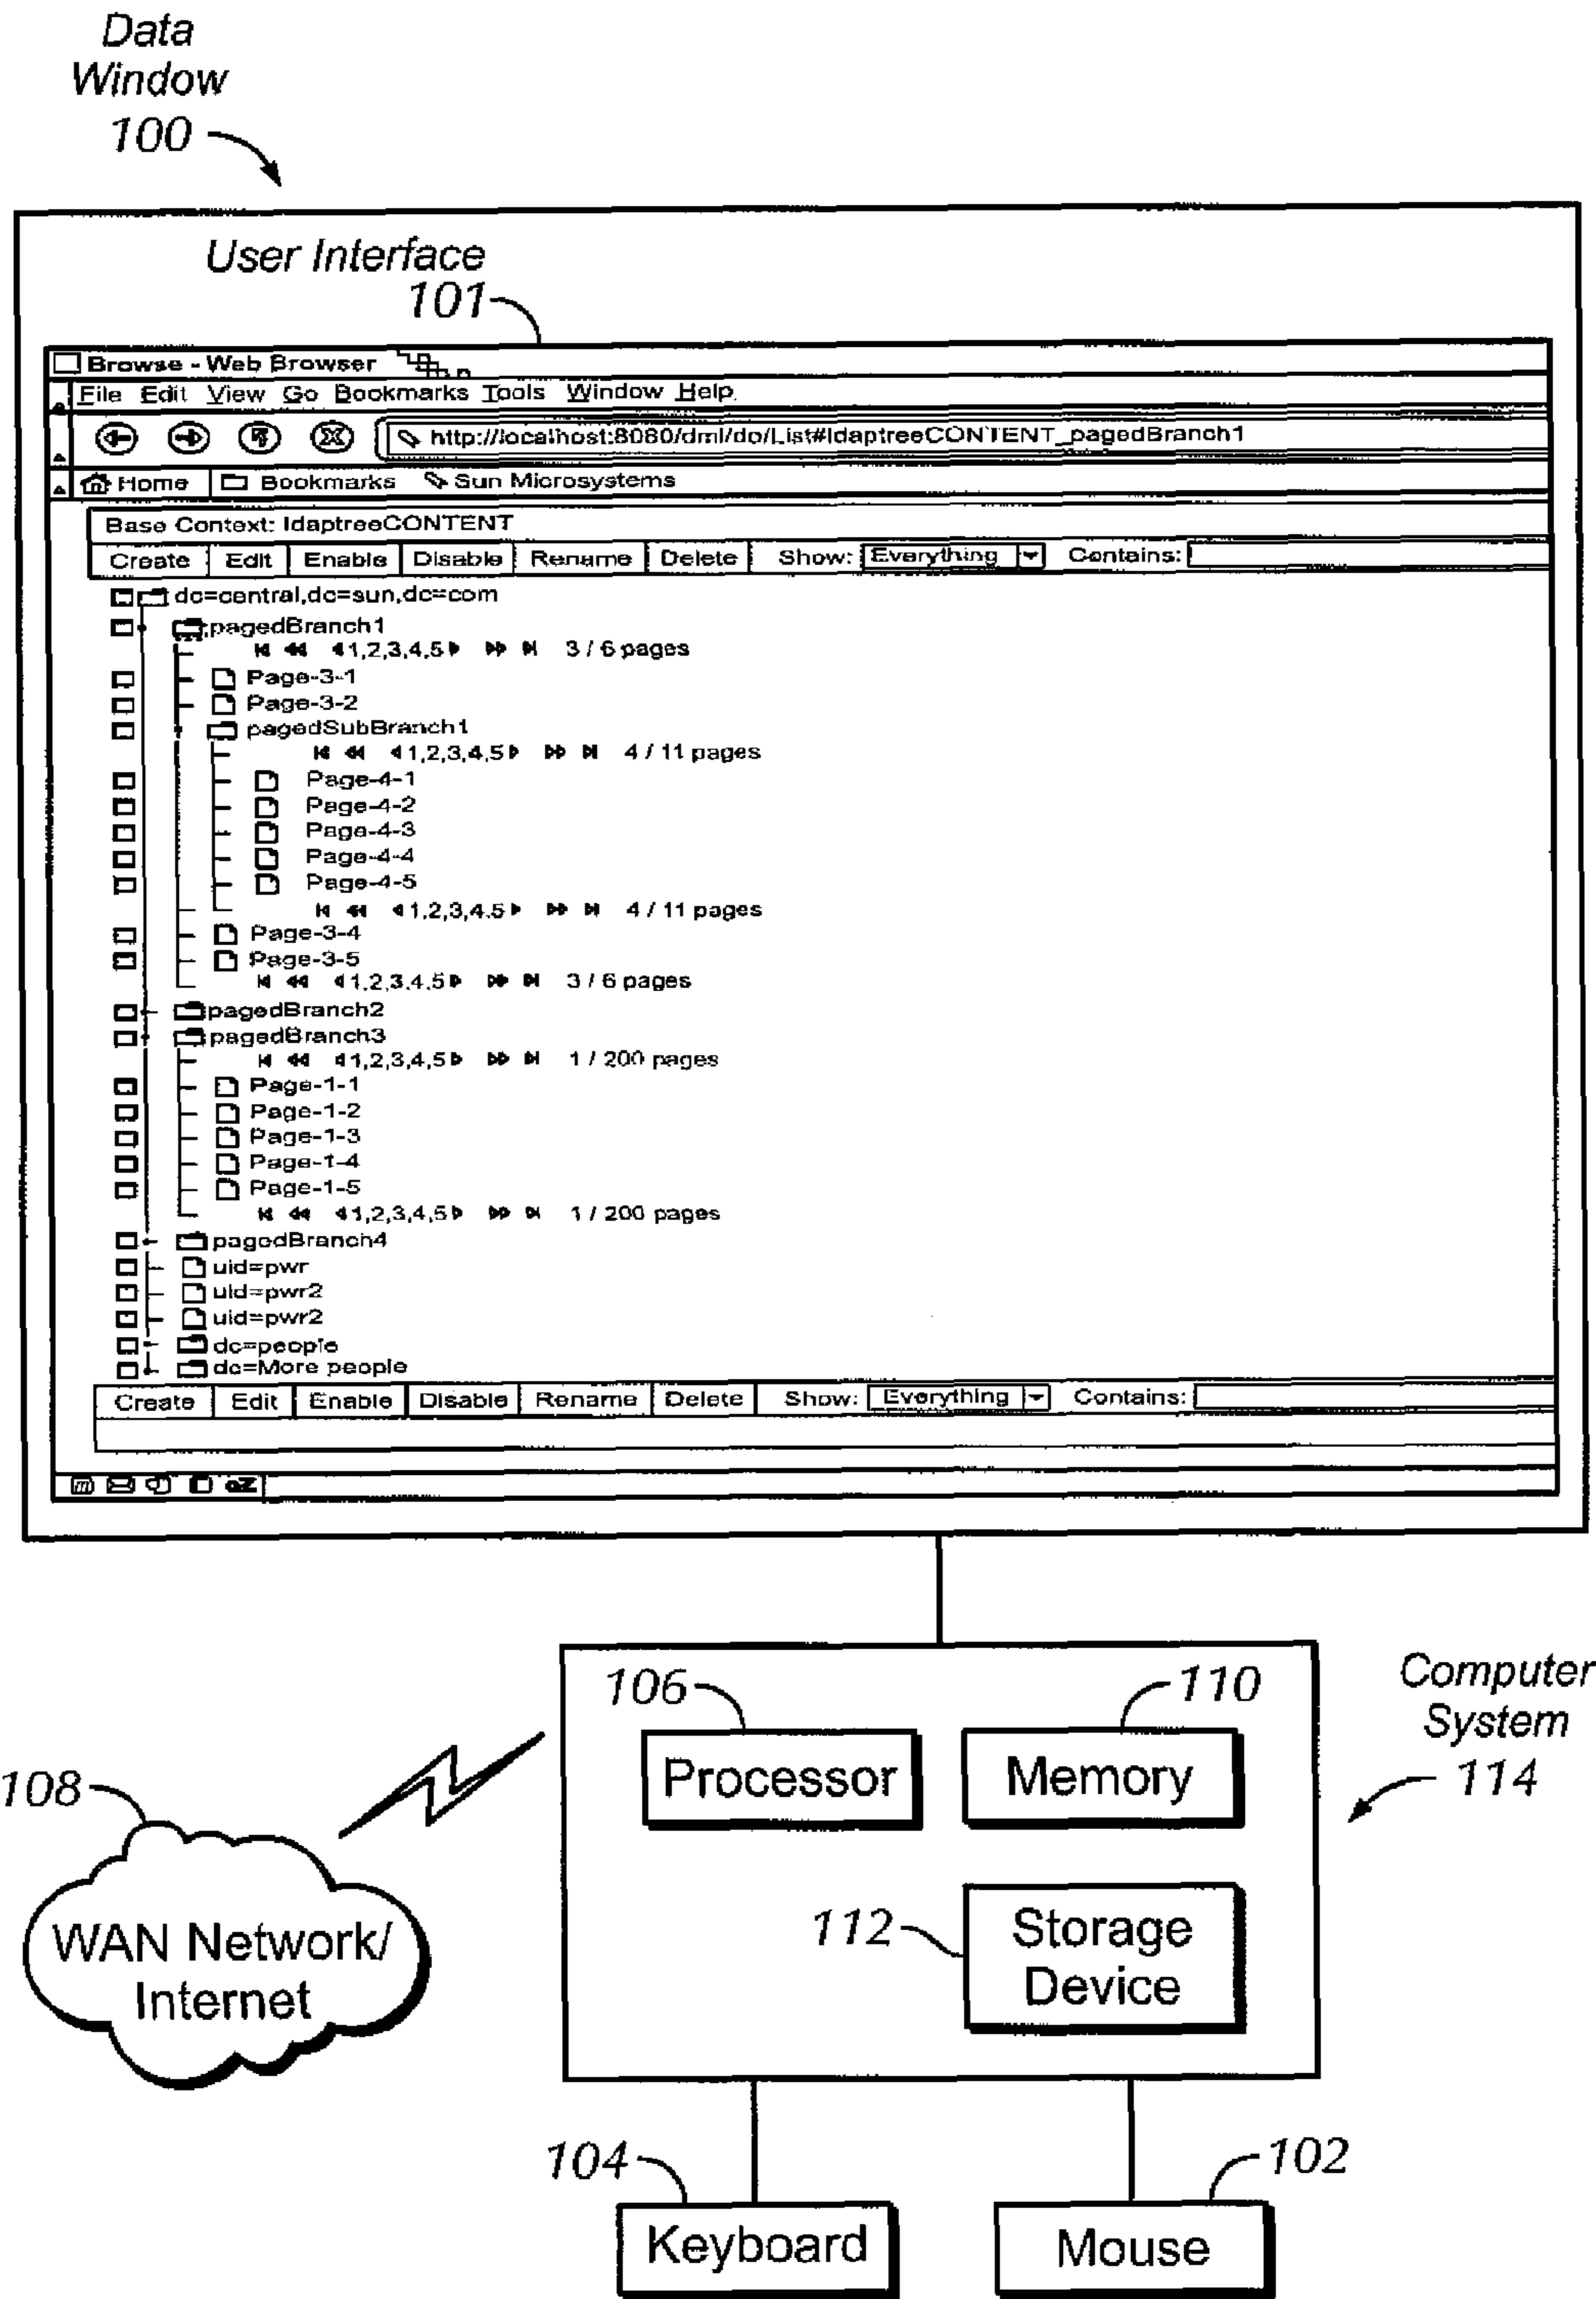 Data
Window
100
User Interface
101
Browse - Web Browser
File Edit View Go Bookmarks Tools Window Help
http://localhost:8080/dml/do/List#ldaptreeCONTENT_pagedBranch1
Home Bookmarks Sun Microsystems
Base Context: ldaptreeCONTENT
Create Edit Enable Disable Rename Delete Show: Everything Contains:
dc=central,dc=sun,dc=com
pagedBranch1
1,2,3,4,5 3 / 6 pages
Page-3-1
Page-3-2
pagedSubBranch1
1,2,3,4,5 4 / 11 pages
Page-4-1
Page-4-2
Page-4-3
Page-4-4
Page-4-5
1,2,3,4,5 4 / 11 pages
Page-3-4
Page-3-5
1,2,3,4,5 3 / 6 pages
pagedBranch2
pagedBranch3
1,2,3,4,5 1 / 200 pages
Page-1-1
Page-1-2
Page-1-3
Page-1-4
Page-1-5
1,2,3,4,5 1 / 200 pages
pagedBranch4
uid=pwr
uid=pwr2
uid=pwr2
dc=people
dc=More people
Create Edit Enable Disable Rename Delete Show: Everything Contains:
106
110
Computer
System
114
Processor
Memory
108
112
Storage
Device
WAN Network/
Internet
104
102
Keyboard
Mouse